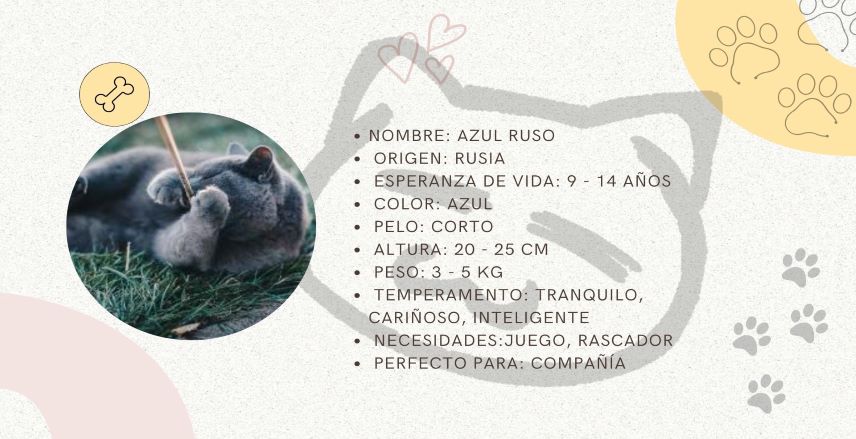 • NOMBRE: AZUL RUSO
• ORIGEN: RUSIA
• ESPERANZA DE VIDA: 9 - 14 AÑOS
• COLOR: AZUL
• PELO: CORTO
• ALTURA: 20 - 25 CM
• PESO: 3 - 5 KG
• TEMPERAMENTO: TRANQUILO,
CARIÑOSO, INTELIGENTE
• NECESIDADES:JUEGO, RASCADOR
• PERFECTO PARA: COMPAÑÍA